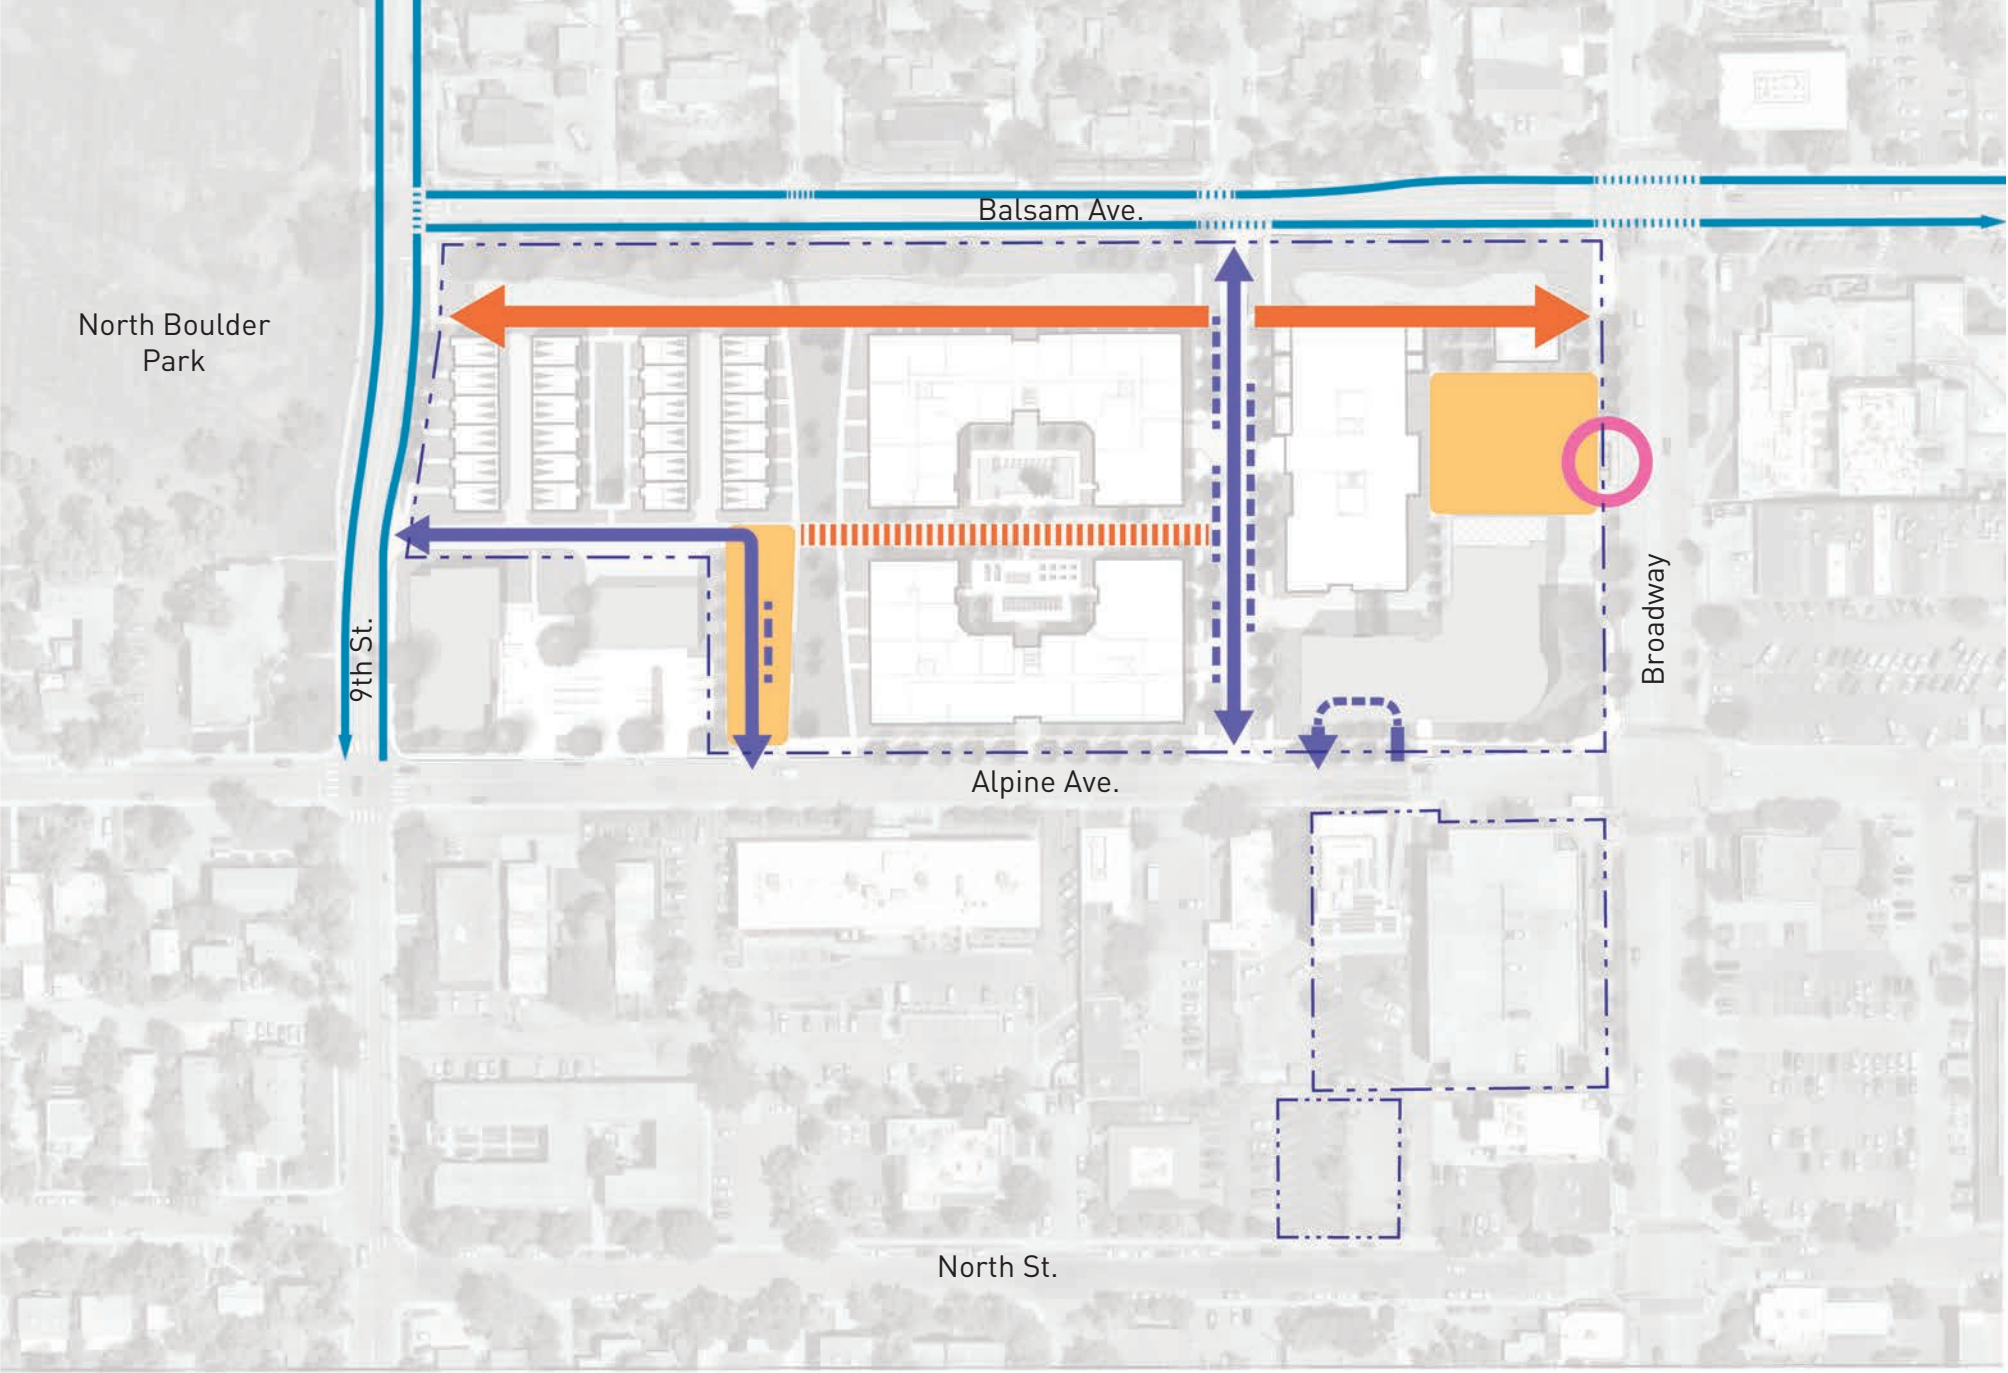 Balsam Ave.
North Boulder
Park
9th St.
Broadway
Alpine Ave.
North St.